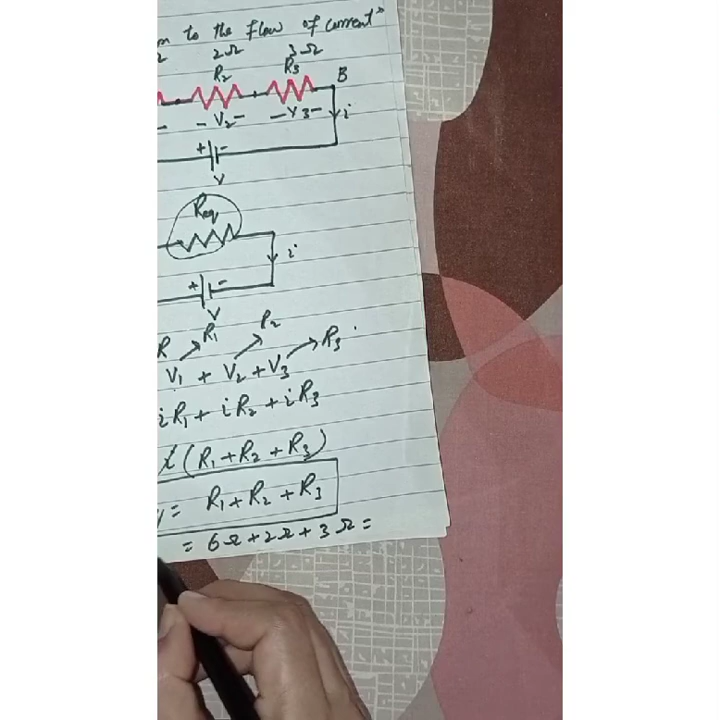 to the flow of current"
2Ω 3Ω
R2 R3 B
- V2 - - V3 - i
+ -
V
Req
i
+ -
V
R R1 R2
R3
V1 + V2 + V3
iR1 + iR2 + iR3
i (R1 + R2 + R3)
= R1 + R2 + R3
= 6Ω + 2Ω + 3Ω =